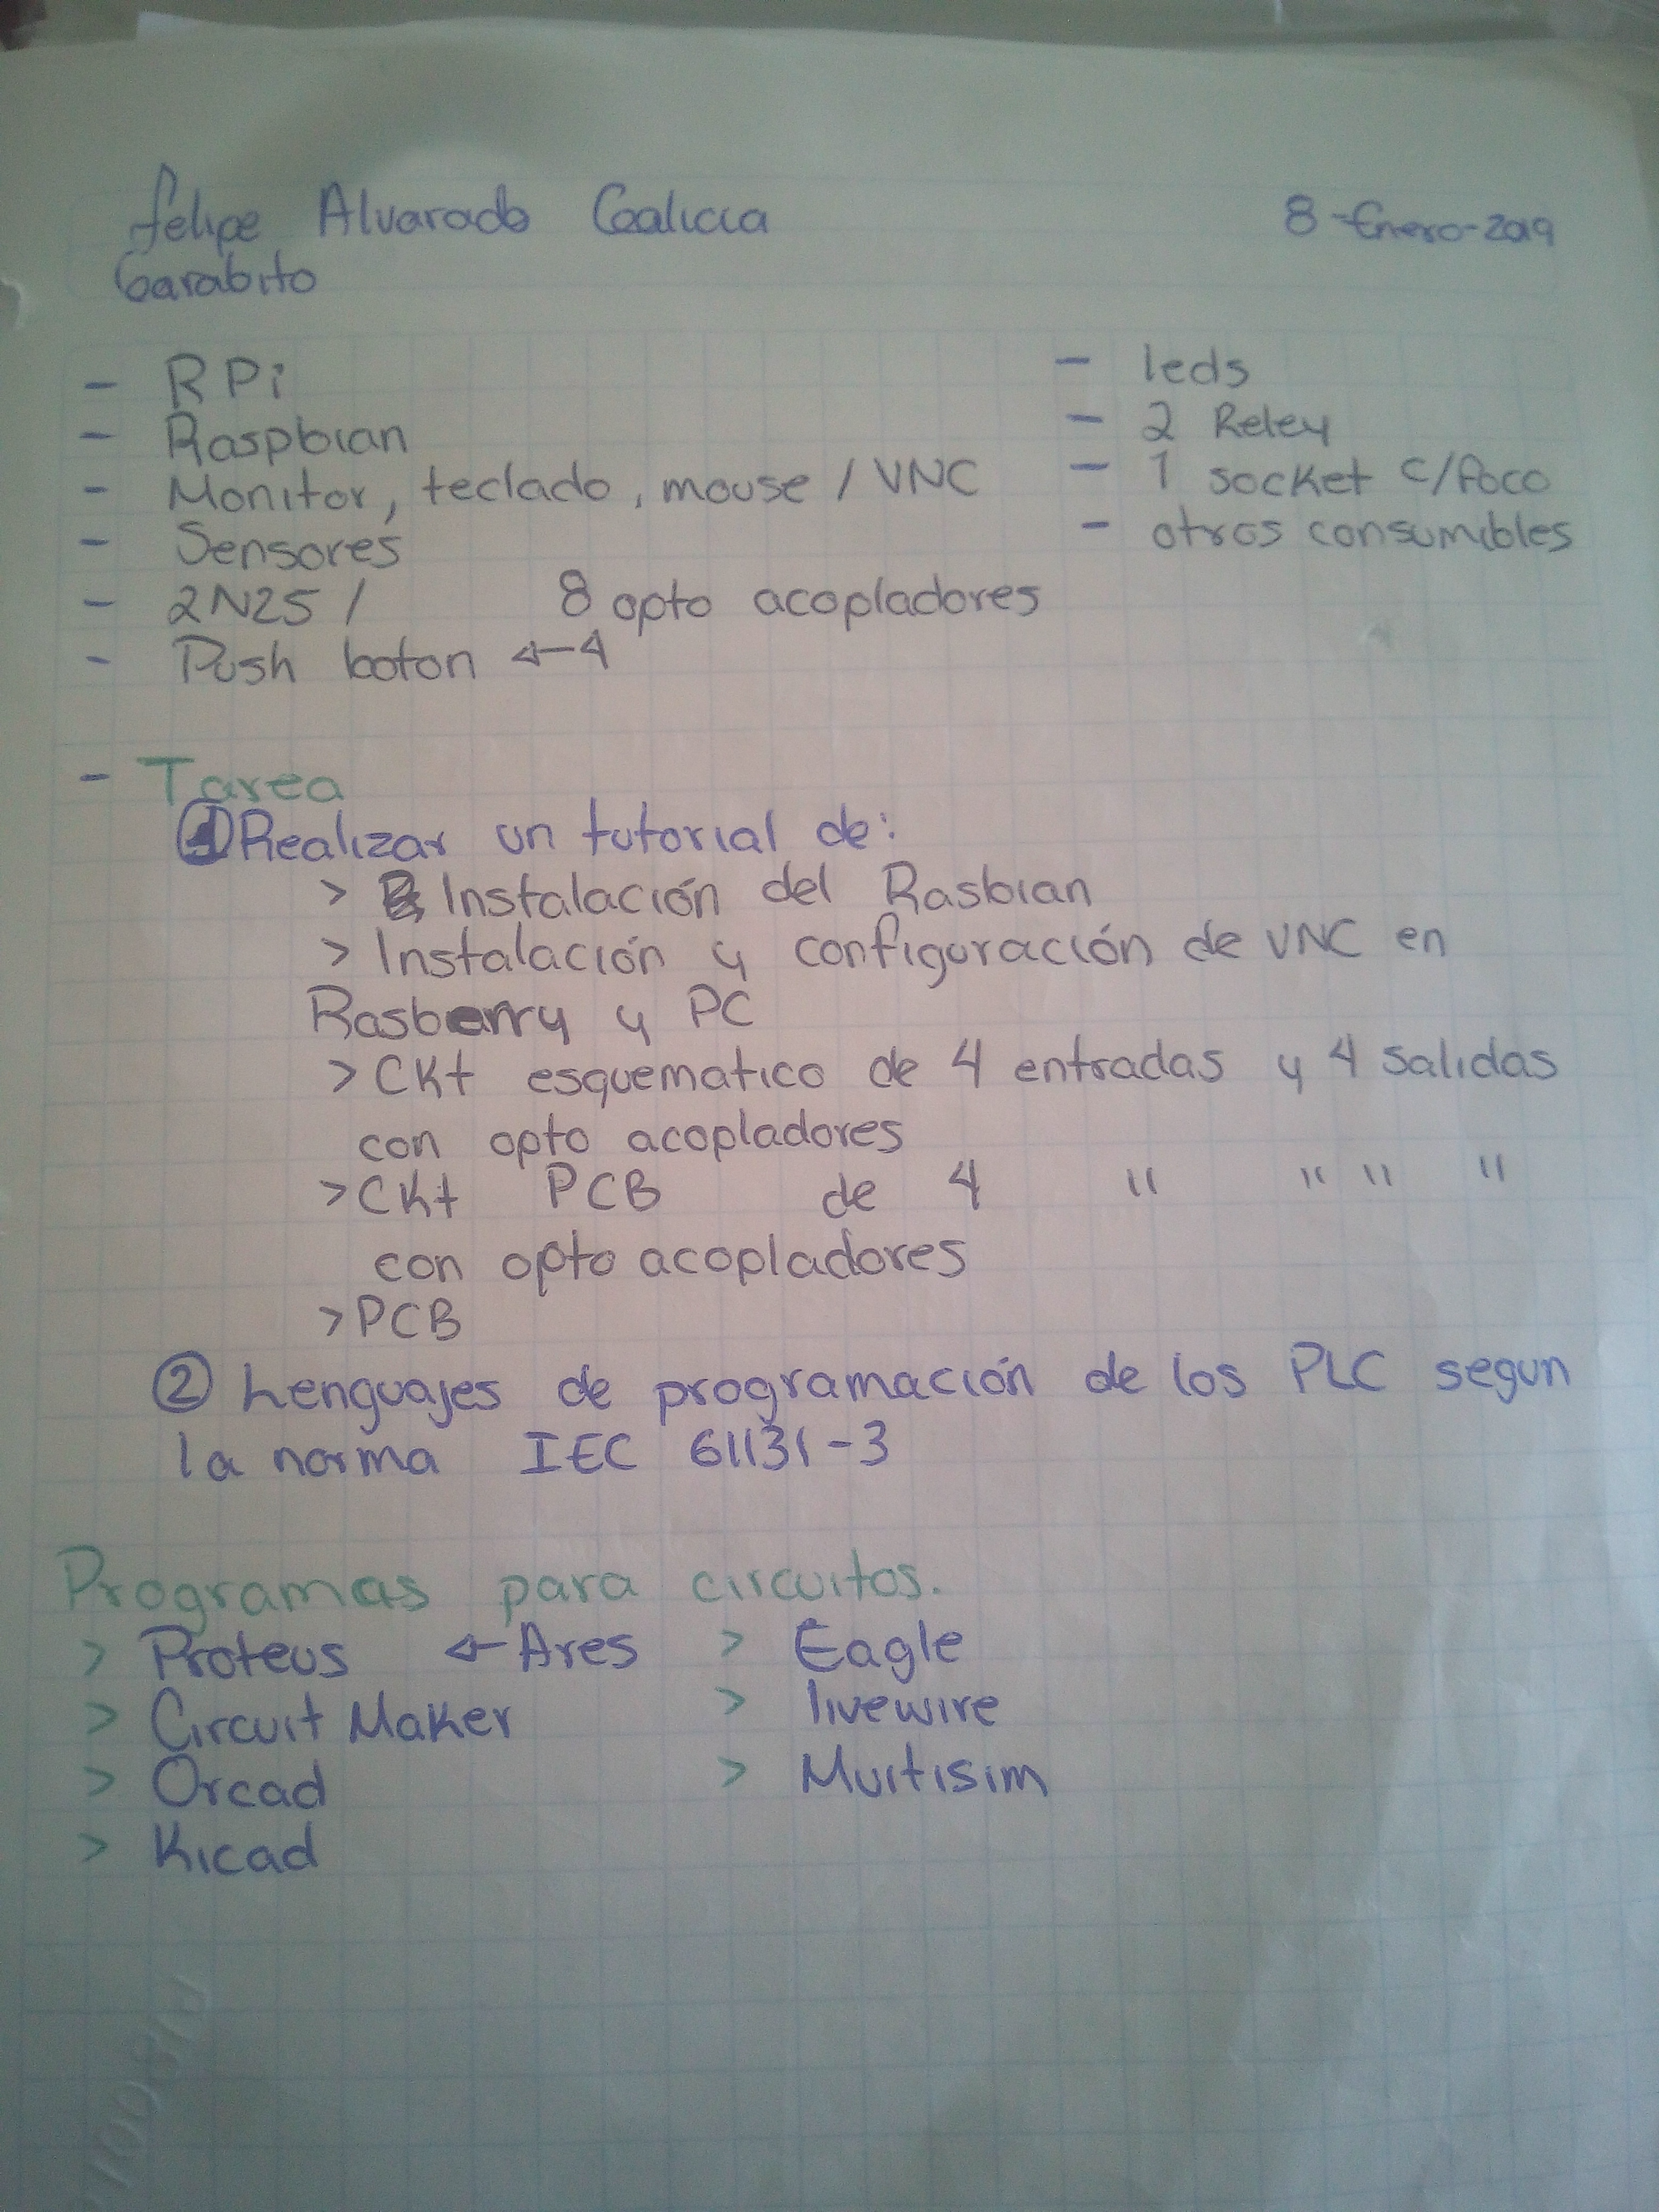 Felipe Alvarado Galicia
8-Enero-2019
Garabito
- RPi
- Raspbian
- Monitor, teclado, mouse / VNC
- Sensores
- 2N25 / 8 opto acopladores
- Push boton ← 4
- leds
- 2 Reley
- 1 socket c/foco
- otros consumibles
- Tarea
① Realizar un tutorial de:
> Instalación del Rasbian
> Instalación y configuración de VNC en
Rasberry y PC
> Ckt esquematico de 4 entradas y 4 salidas
con opto acopladores
> Ckt PCB de 4 " " " "
con opto acopladores
> PCB
② Lenguajes de programación de los PLC segun
la norma IEC 61131-3
Programas para circuitos.
> Proteus ← Ares
> Circuit Maker
> Orcad
> Kicad
> Eagle
> livewire
> Multisim